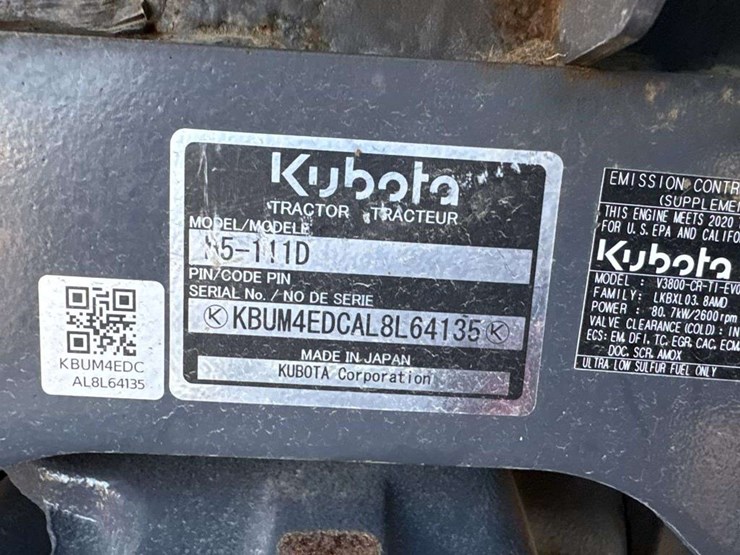 Kubota
TRACTOR TRACTEUR
MODEL/MODELE
M5-111D
PIN/CODE PIN
SERIAL No. / NO DE SERIE
KBUM4EDCAL8L64135
MADE IN JAPAN
KUBOTA Corporation
KBUM4EDC
AL8L64135
EMISSION CONTR
(SUPPLEME
THIS ENGINE MEETS 2020
FOR U.S. EPA AND CALIFO
Kubota
MODEL : V3800-CR-TI-EV
FAMILY: LKBXL03.8AMD
POWER : 80.7kW/2600rpm
VALVE CLEARANCE (COLD): IN
ECS: EM, DFI, TC, EGR, CAC, ECM
DOC, SCR, AMOX
ULTRA LOW SULFUR FUEL ONLY